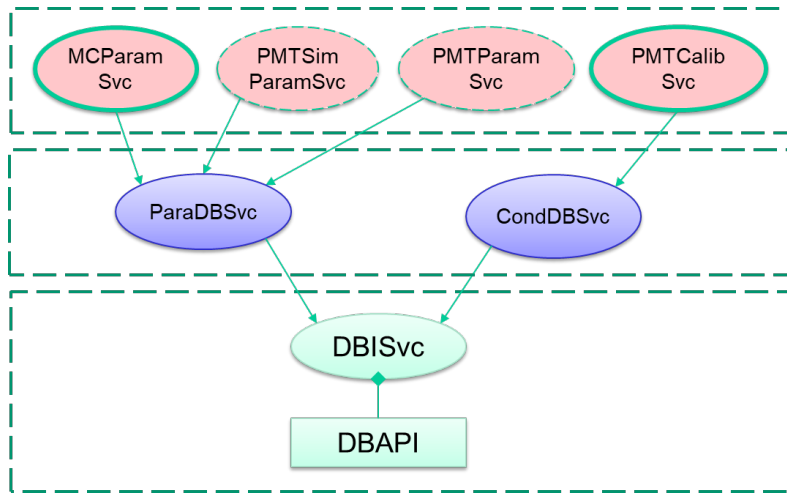 MCParam
Svc
PMTSim
ParamSvc
PMTParam
Svc
PMTCalib
Svc
ParaDBSvc
CondDBSvc
DBISvc
DBAPI